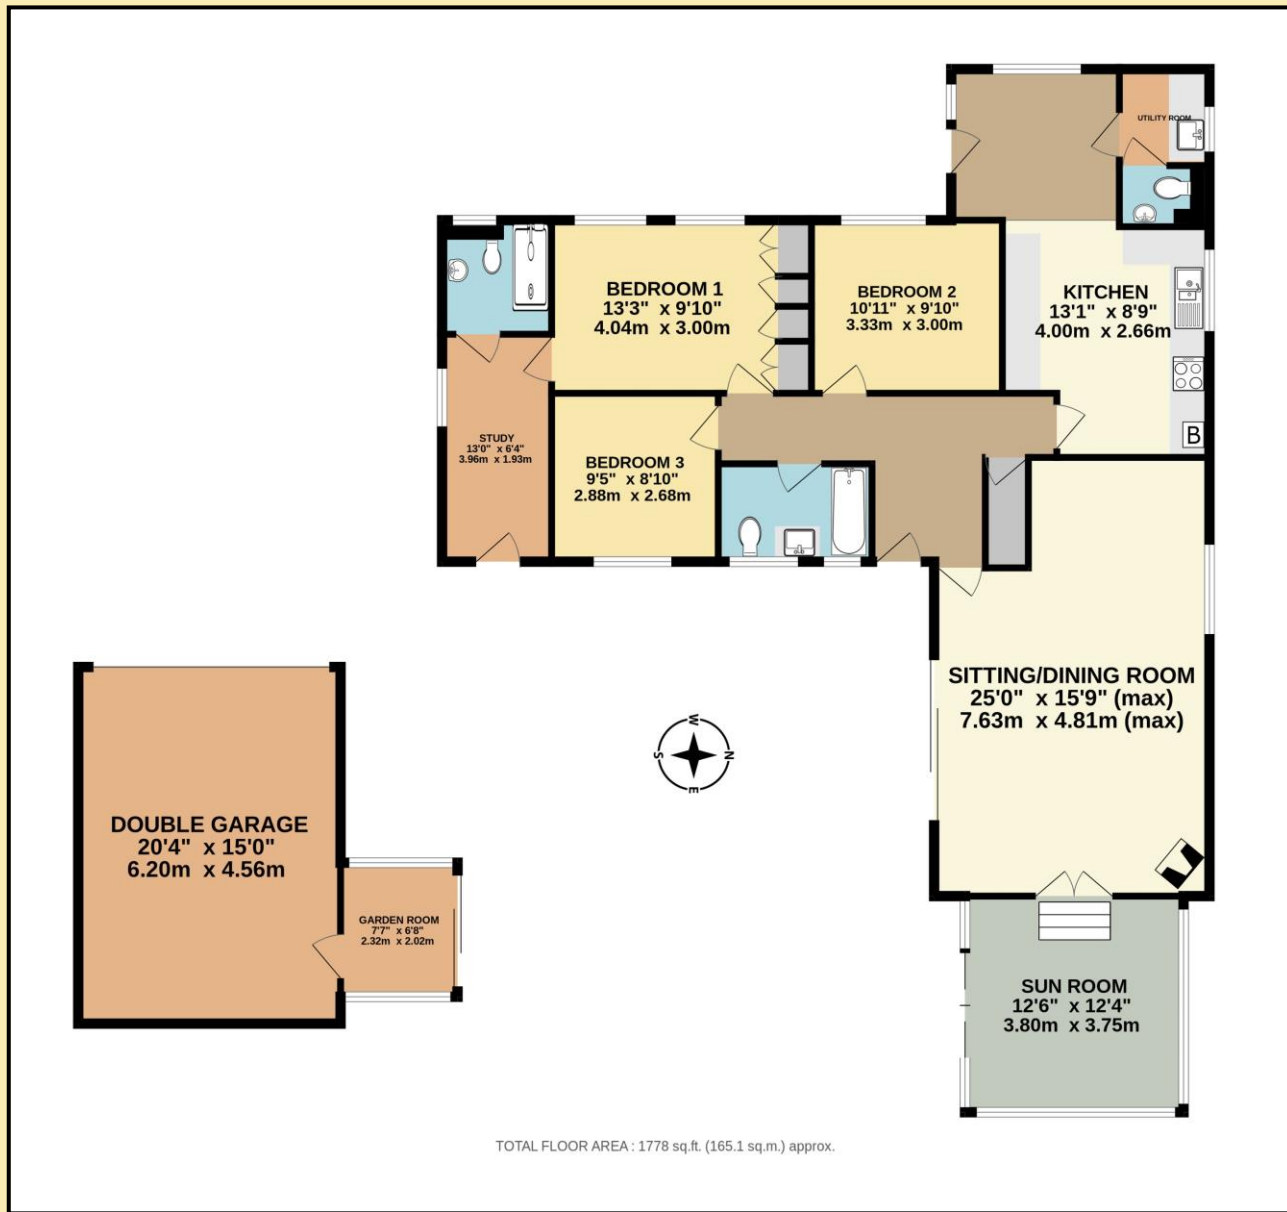 UTILITY ROOM
BEDROOM 1
13'3" x 9'10"
4.04m x 3.00m
BEDROOM 2
10'11" x 9'10"
3.33m x 3.00m
KITCHEN
13'1" x 8'9"
4.00m x 2.66m
B
STUDY
13'0" x 6'4"
3.96m x 1.93m
BEDROOM 3
9'5" x 8'10"
2.88m x 2.68m
SITTING/DINING ROOM
25'0" x 15'9" (max)
7.63m x 4.81m (max)
W
S
N
E
DOUBLE GARAGE
20'4" x 15'0"
6.20m x 4.56m
GARDEN ROOM
7'7" x 6'8"
2.32m x 2.02m
SUN ROOM
12'6" x 12'4"
3.80m x 3.75m
TOTAL FLOOR AREA : 1778 sq.ft. (165.1 sq.m.) approx.